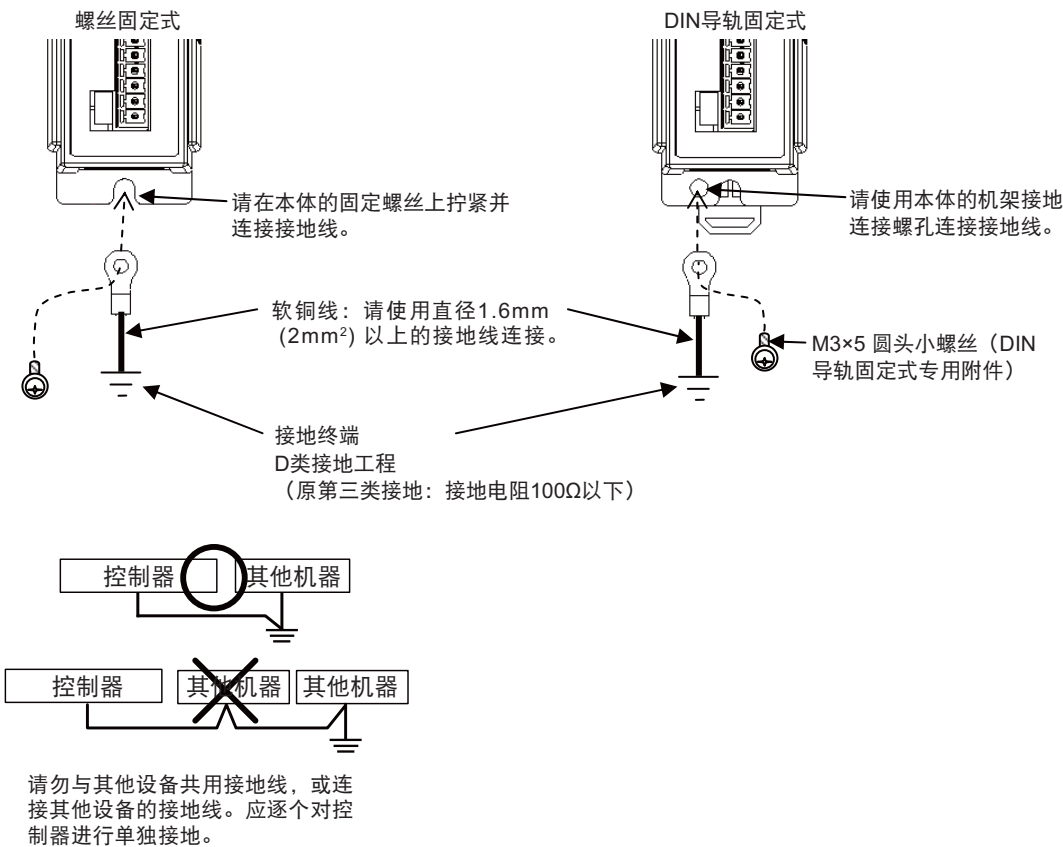 螺丝固定式
DIN导轨固定式
请在本体的固定螺丝上拧紧并
连接接地线。
请使用本体的机架接地
连接螺孔连接接地线。
软铜线：请使用直径1.6mm
(2mm²) 以上的接地线连接。
M3×5 圆头小螺丝（DIN
导轨固定式专用附件）
接地终端
D类接地工程
（原第三类接地：接地电阻100Ω以下）
控制器
其他机器
控制器
其他机器
其他机器
请勿与其他设备共用接地线，或连
接其他设备的接地线。应逐个对控
制器进行单独接地。